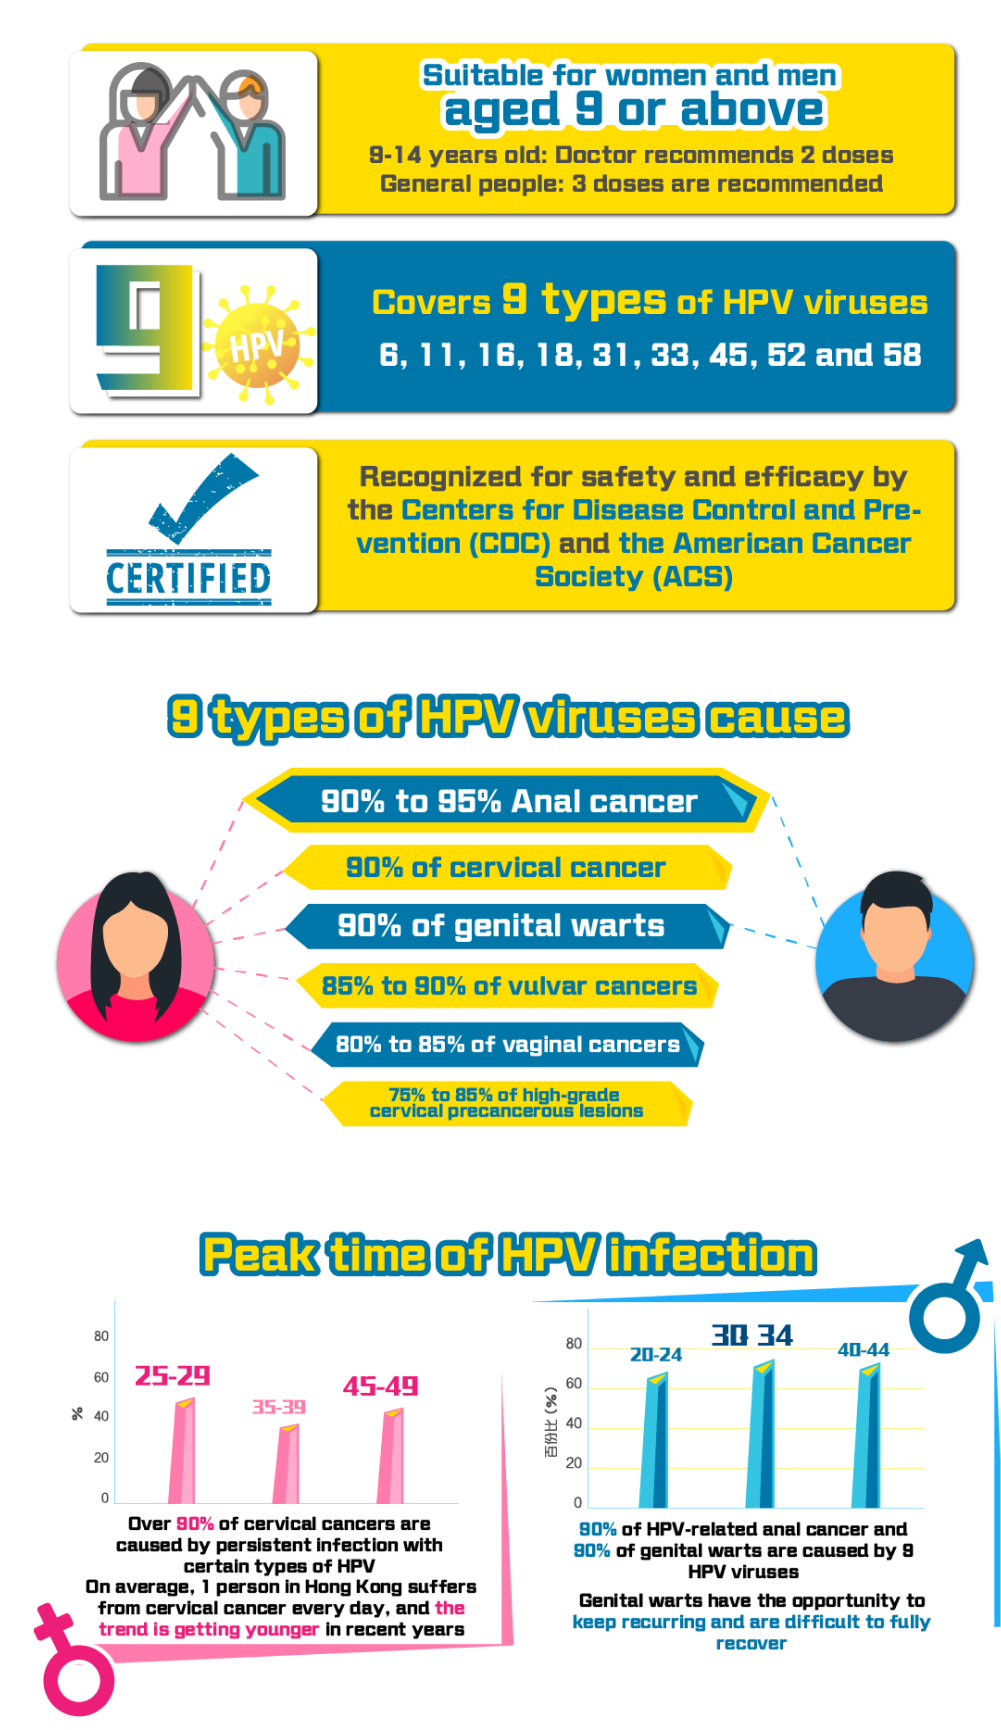 Suitable for women and men
aged 9 or above
9-14 years old: Doctor recommends 2 doses
General people: 3 doses are recommended
9
HPV
Covers 9 types of HPV viruses
6, 11, 16, 18, 31, 33, 45, 52 and 58
CERTIFIED
Recognized for safety and efficacy by
the Centers for Disease Control and Pre-
vention (CDC) and the American Cancer
Society (ACS)
9 types of HPV viruses cause
90% to 95% Anal cancer
90% of cervical cancer
90% of genital warts
85% to 90% of vulvar cancers
80% to 85% of vaginal cancers
75% to 85% of high-grade
cervical precancerous lesions
Peak time of HPV infection
%
80
60
40
20
0
25-29
35-39
45-49
Over 90% of cervical cancers are
caused by persistent infection with
certain types of HPV
On average, 1 person in Hong Kong suffers
from cervical cancer every day, and the
trend is getting younger in recent years
百份比 (%)
80
60
40
20
0
20-24
30 34
40-44
90% of HPV-related anal cancer and
90% of genital warts are caused by 9
HPV viruses
Genital warts have the opportunity to
keep recurring and are difficult to fully
recover